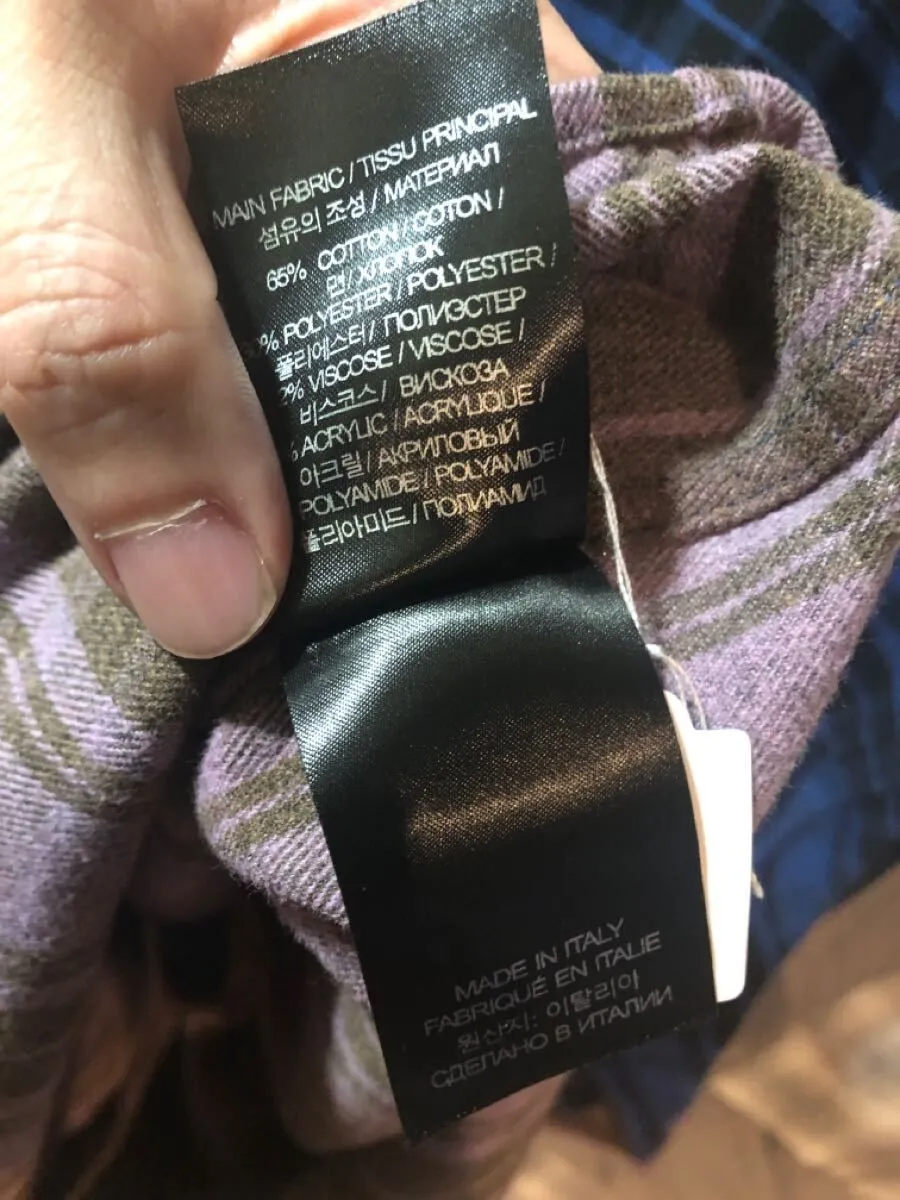 MAIN FABRIC / TISSU PRINCIPAL
섬유의 조성 / МАТЕРИАЛ
65% COTTON / COTON /
면 / ХЛОПОК
% POLYESTER / POLYESTER /
폴리에스터 / ПОЛИЭСТЕР
% VISCOSE / VISCOSE /
비스코스 / ВИСКОЗА
% ACRYLIC / ACRYLIQUE /
아크릴 / АКРИЛОВЫЙ
POLYAMIDE / POLYAMIDE /
폴리아미드 / ПОЛИАМИД
MADE IN ITALY
FABRIQUÉ EN ITALIE
원산지: 이탈리아
СДЕЛАНО В ИТАЛИИ